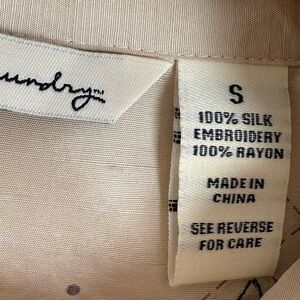 undry™
S
100% SILK
EMBROIDERY
100% RAYON
MADE IN
CHINA
SEE REVERSE
FOR CARE